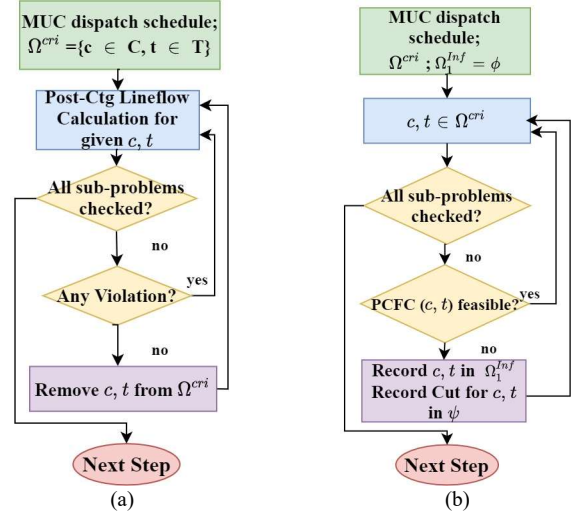 MUC dispatch schedule;
Ω^{cri} ={c ∈ C, t ∈ T}
Post-Ctg Lineflow
Calculation for
given c, t
All sub-problems
checked?
no
Any Violation?
yes
no
Remove c, t from Ω^{cri}
Next Step
(a)
MUC dispatch
schedule;
Ω^{cri} ; Ω_1^{Inf} = ϕ
c, t ∈ Ω^{cri}
All sub-problems
checked?
no
PCFC (c, t) feasible?
yes
no
Record c, t in Ω_1^{Inf}
Record Cut for c, t
in ψ
Next Step
(b)